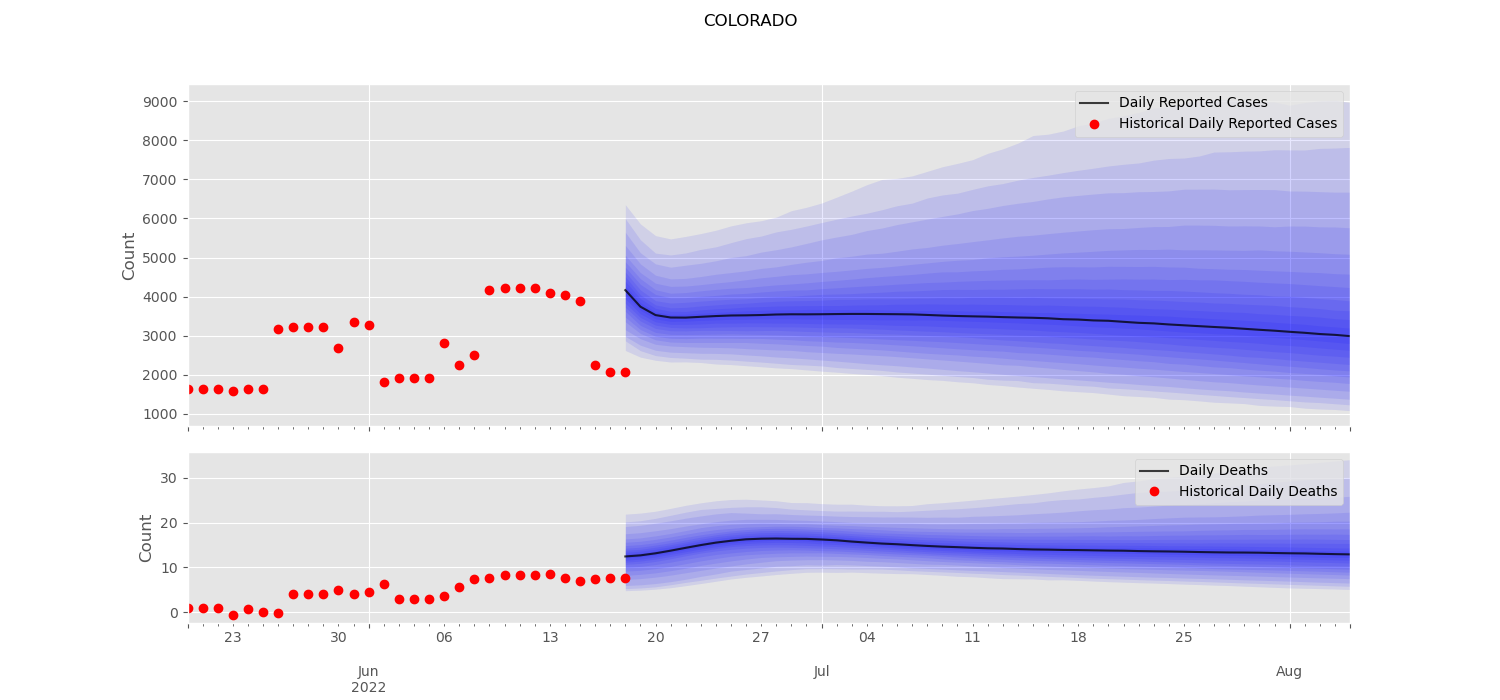 COLORADO
9000
8000
7000
6000
5000
4000
3000
2000
1000
Count
Daily Reported Cases
Historical Daily Reported Cases
30
20
10
0
Count
Daily Deaths
Historical Daily Deaths
23 30 06 13 20 27 04 11 18 25
Jun Jul Aug
2022